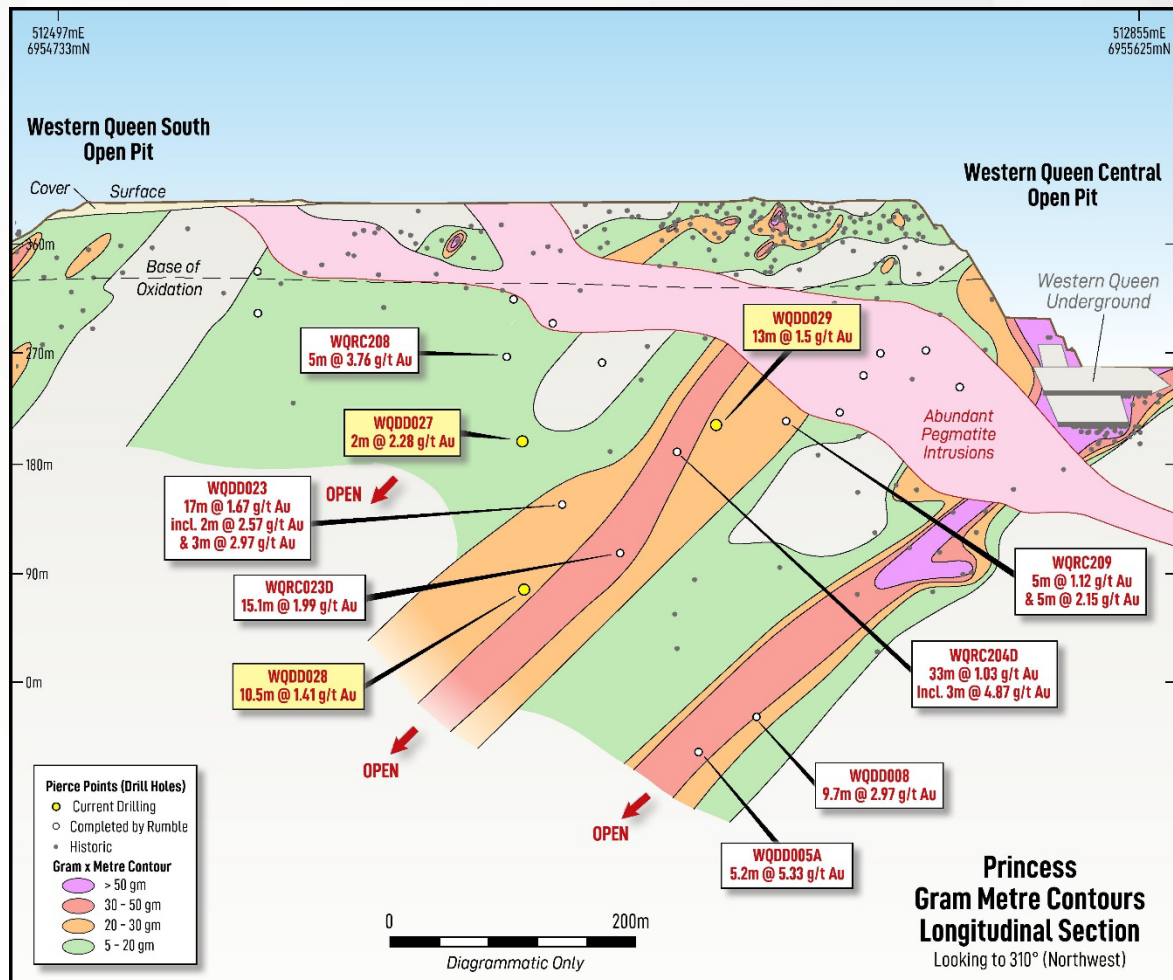 512497mE
6954733mN
512855mE
6955625mN
Western Queen South
Open Pit
Cover
Surface
Western Queen Central
Open Pit
360m
Base of
Oxidation
Western Queen
Underground
WQDD029
13m @ 1.5 g/t Au
WQRC208
5m @ 3.76 g/t Au
270m
WQDD027
2m @ 2.28 g/t Au
Abundant
Pegmatite
Intrusions
180m
OPEN
WQDD023
17m @ 1.67 g/t Au
incl. 2m @ 2.57 g/t Au
& 3m @ 2.97 g/t Au
WQRC209
5m @ 1.12 g/t Au
& 5m @ 2.15 g/t Au
90m
WQRC023D
15.1m @ 1.99 g/t Au
WQRC204D
33m @ 1.03 g/t Au
Incl. 3m @ 4.87 g/t Au
WQDD028
10.5m @ 1.41 g/t Au
0m
OPEN
WQDD008
9.7m @ 2.97 g/t Au
OPEN
WQDD005A
5.2m @ 5.33 g/t Au
Pierce Points (Drill Holes)
Current Drilling
Completed by Rumble
Historic
Gram x Metre Contour
> 50 gm
30 - 50 gm
20 - 30 gm
5 - 20 gm
0
200m
Diagrammatic Only
Princess
Gram Metre Contours
Longitudinal Section
Looking to 310° (Northwest)